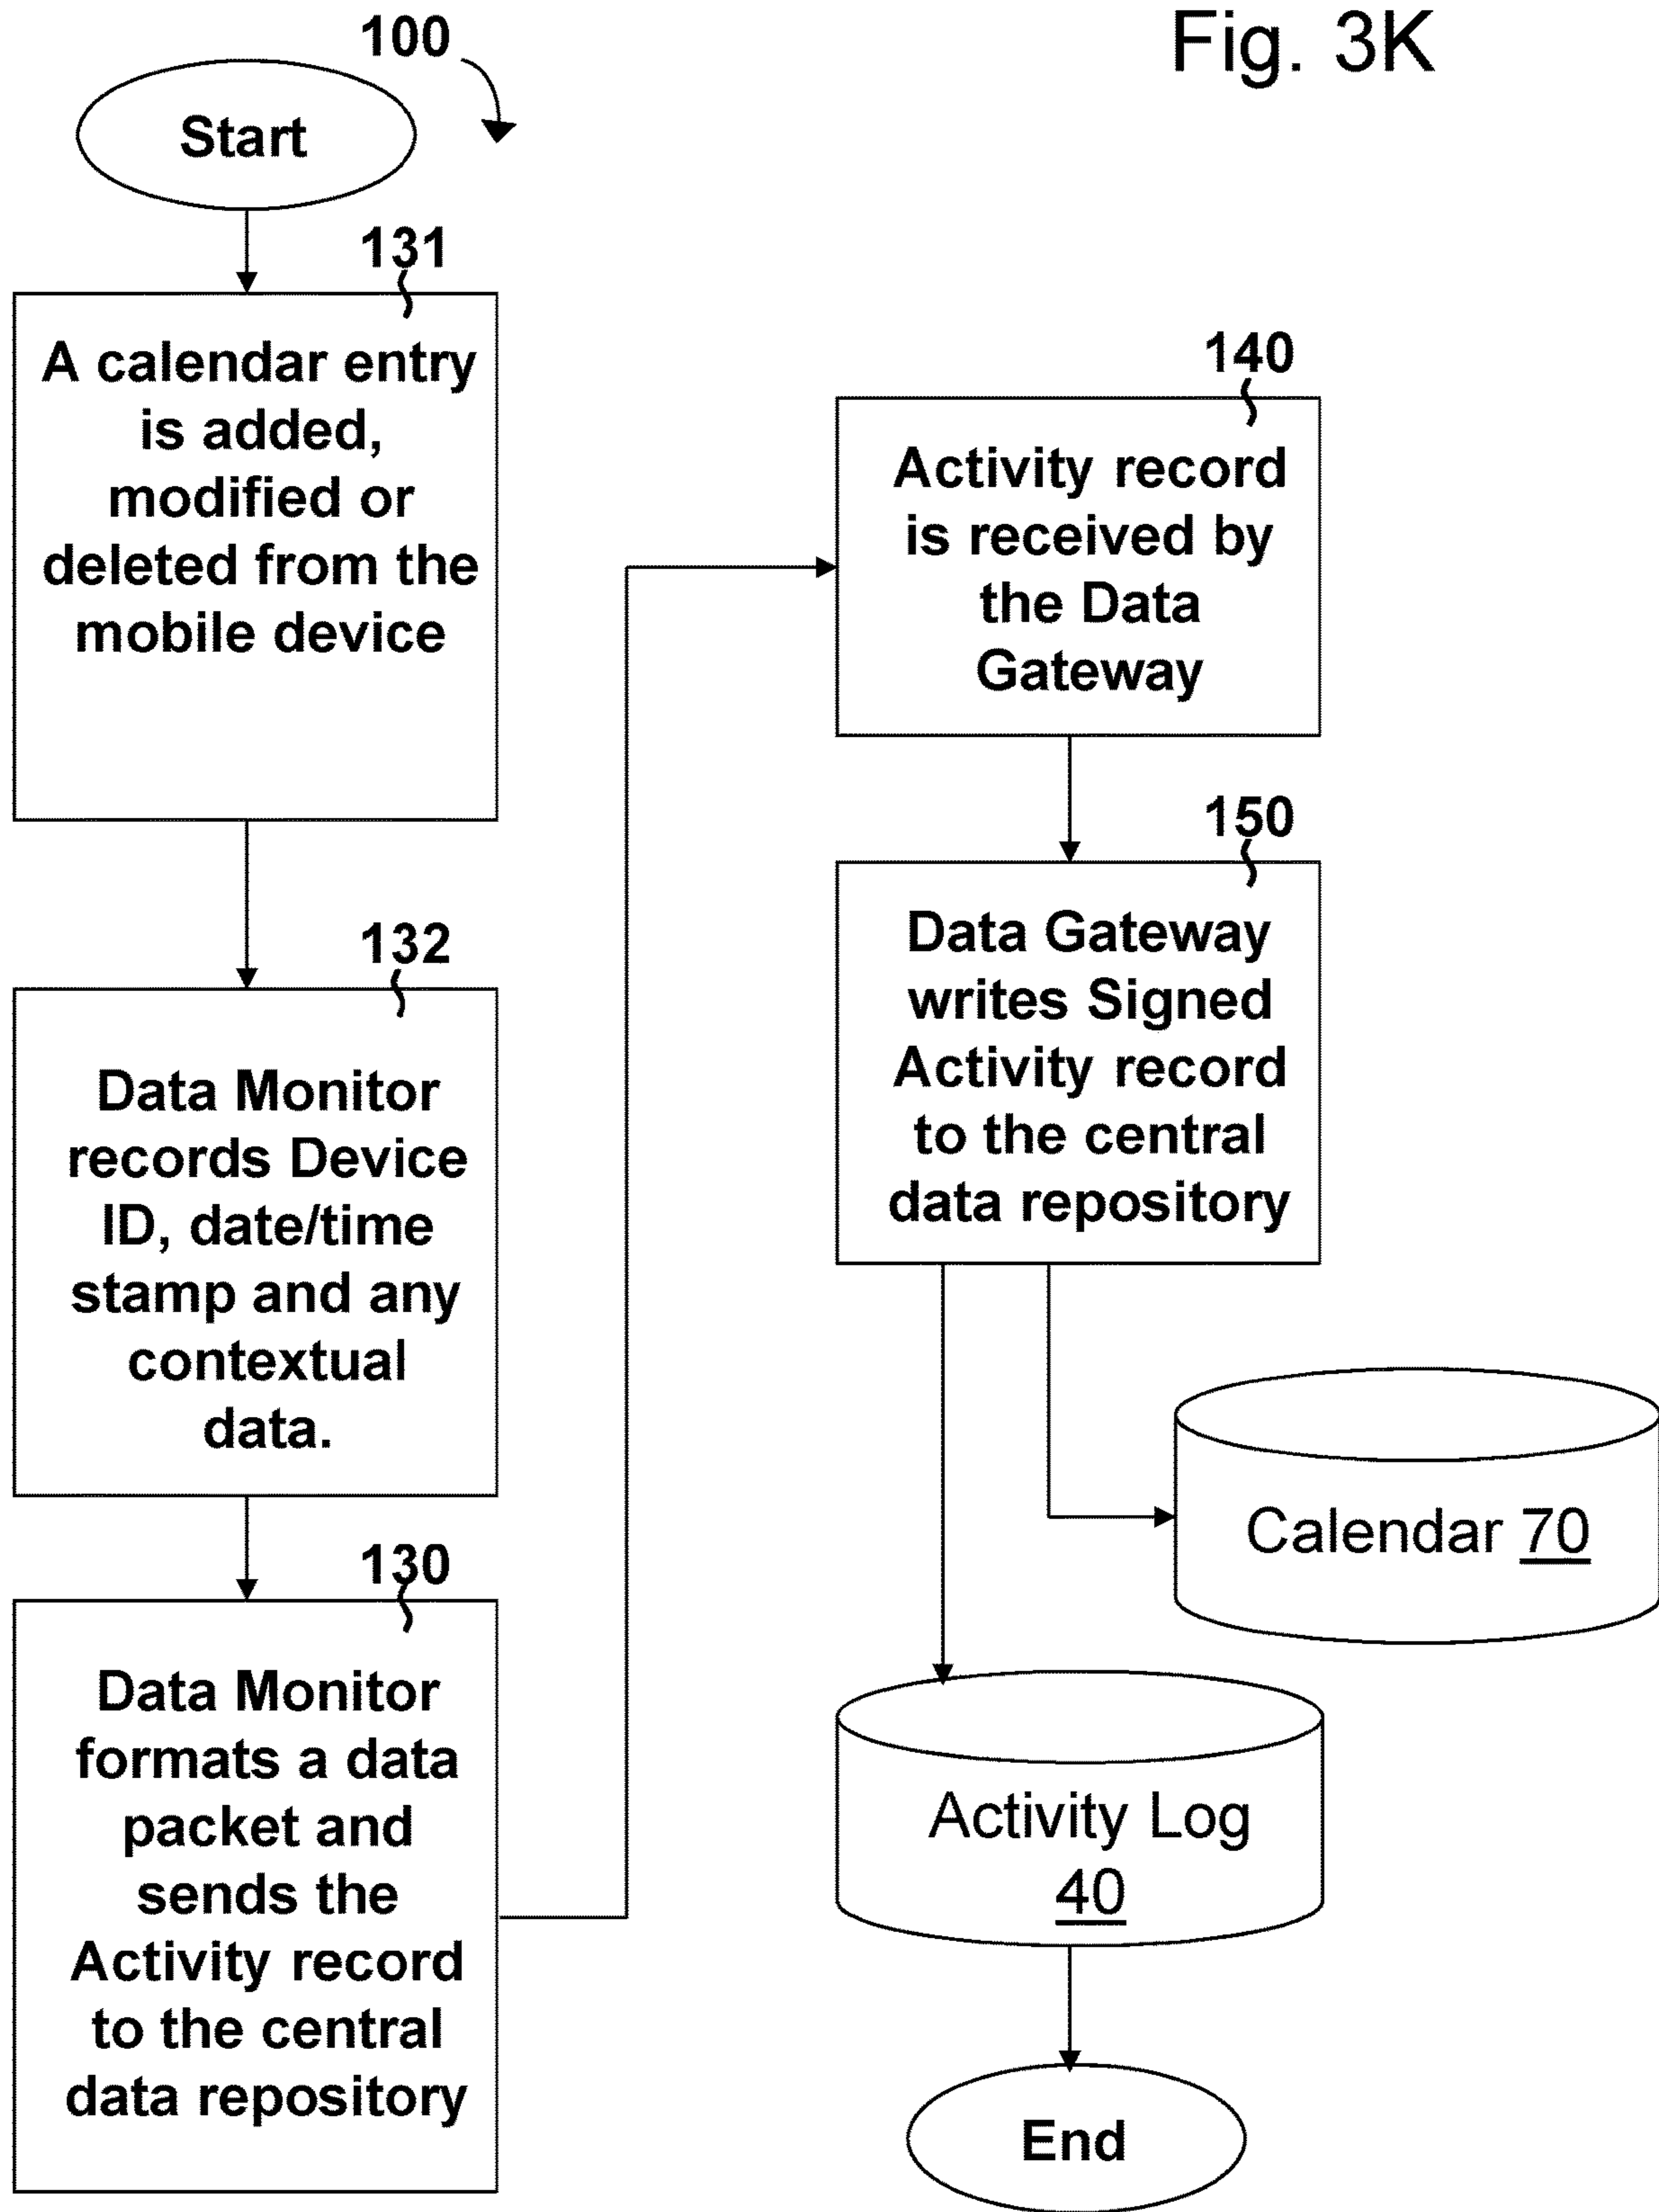 Fig. 3K
100
Start
131
A calendar entry
is added,
modified or
deleted from the
mobile device
132
Data Monitor
records Device
ID, date/time
stamp and any
contextual
data.
130
Data Monitor
formats a data
packet and
sends the
Activity record
to the central
data repository
140
Activity record
is received by
the Data
Gateway
150
Data Gateway
writes Signed
Activity record
to the central
data repository
Calendar 70
Activity Log
40
End